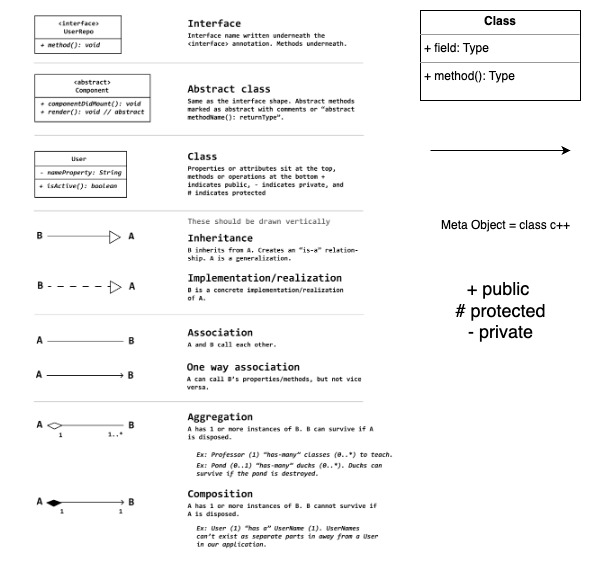 <interface>
UserRepo
+ method(): void
Interface
Interface name written underneath the
<interface> annotation. Methods underneath.
<abstract>
Component
+ componentDidMount(): void
+ render(): void // abstract
Abstract class
Same as the interface shape. Abstract methods
marked as abstract with comments or “abstract
methodName(): returnType”.
User
- nameProperty: String
+ isActive(): boolean
Class
Properties or attributes sit at the top,
methods or operations at the bottom +
indicates public, - indicates private, and
# indicates protected
These should be drawn vertically
B
A
Inheritance
B inherits from A. Creates an “is-a” relation-
ship. A is a generalization.
B
A
Implementation/realization
B is a concrete implementation/realization
of A.
A
B
Association
A and B call each other.
A
B
One way association
A can call B’s properties/methods, but not vice
versa.
A
B
1
1..*
Aggregation
A has 1 or more instances of B. B can survive if A
is disposed.
Ex: Professor (1) “has-many” classes (0..*) to teach.
Ex: Pond (0..1) “has-many” ducks (0..*). Ducks can
survive if the pond is destroyed.
A
B
1
1
Composition
A has 1 or more instances of B. B cannot survive if
A is disposed.
Ex: User (1) “has a” UserName (1). UserNames
can’t exist as separate parts in away from a User
in our application.
Class
+ field: Type
+ method(): Type
Meta Object = class c++
+ public
# protected
- private